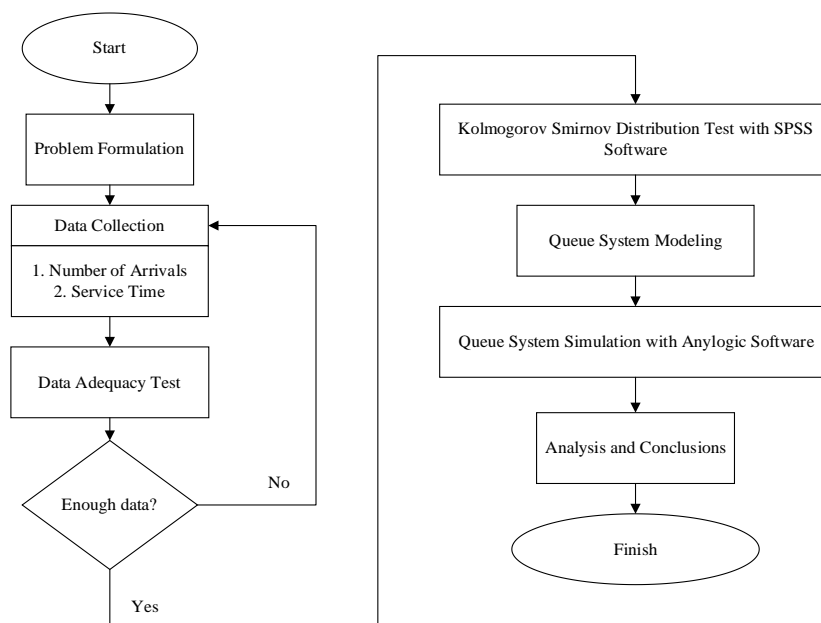 Start
Problem Formulation
Data Collection
1. Number of Arrivals
2. Service Time
Data Adequacy Test
Enough data?
No
Yes
Kolmogorov Smirnov Distribution Test with SPSS
Software
Queue System Modeling
Queue System Simulation with Anylogic Software
Analysis and Conclusions
Finish